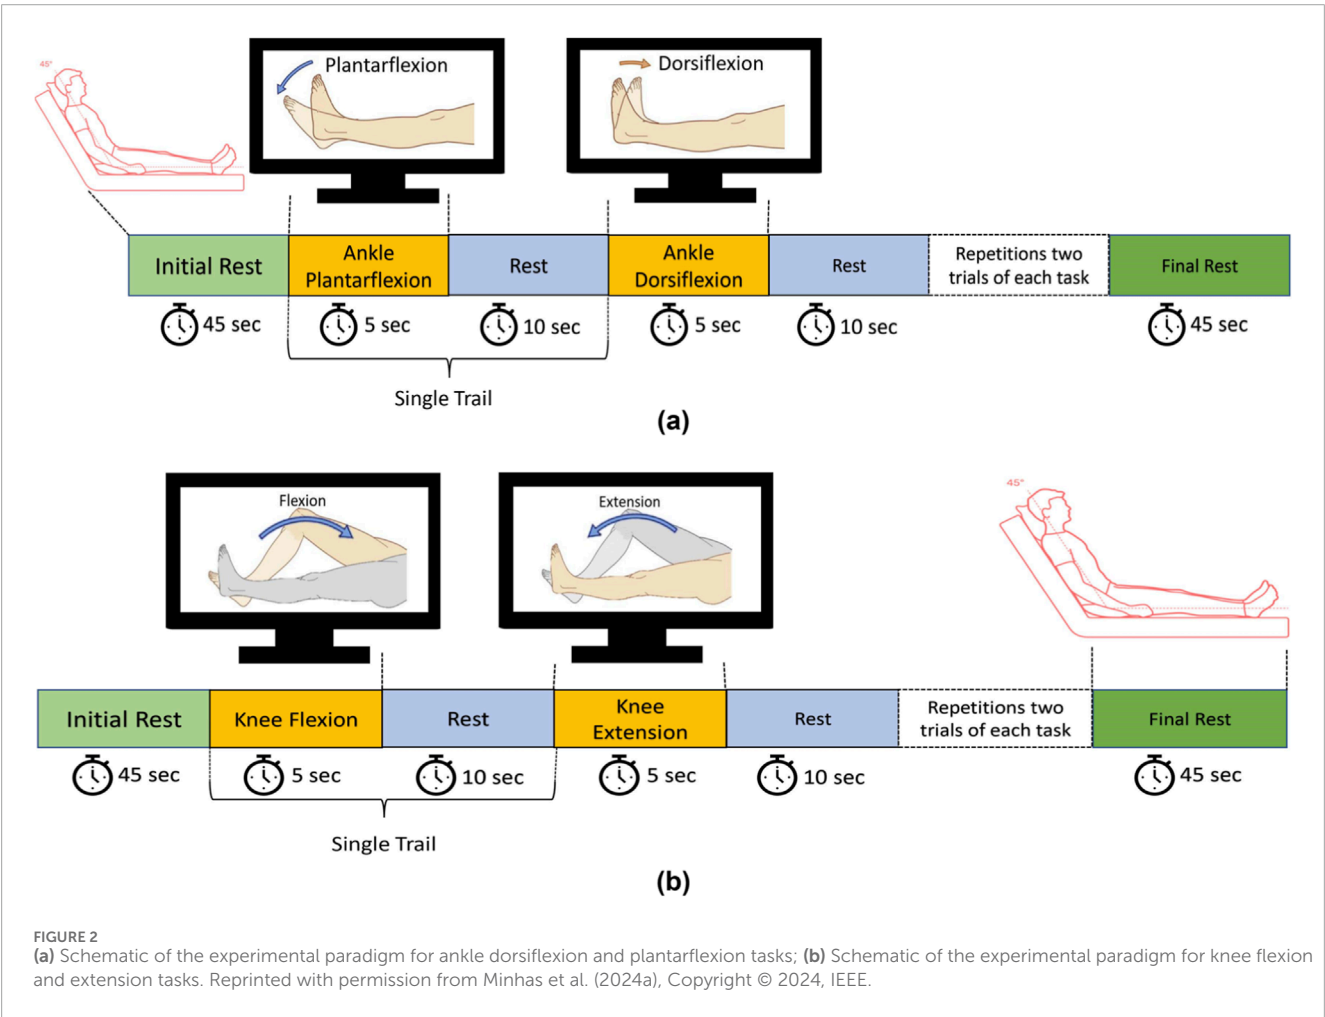 45°
Plantarflexion
Dorsiflexion
Initial Rest
Ankle
Plantarflexion
Rest
Ankle
Dorsiflexion
Rest
Repetitions two
trials of each task
Final Rest
45 sec
5 sec
10 sec
5 sec
10 sec
45 sec
Single Trail
(a)
Flexion
Extension
45°
Initial Rest
Knee Flexion
Rest
Knee
Extension
Rest
Repetitions two
trials of each task
Final Rest
45 sec
5 sec
10 sec
5 sec
10 sec
45 sec
Single Trail
(b)
FIGURE 2
(a) Schematic of the experimental paradigm for ankle dorsiflexion and plantarflexion tasks; (b) Schematic of the experimental paradigm for knee flexion
and extension tasks. Reprinted with permission from Minhas et al. (2024a), Copyright © 2024, IEEE.